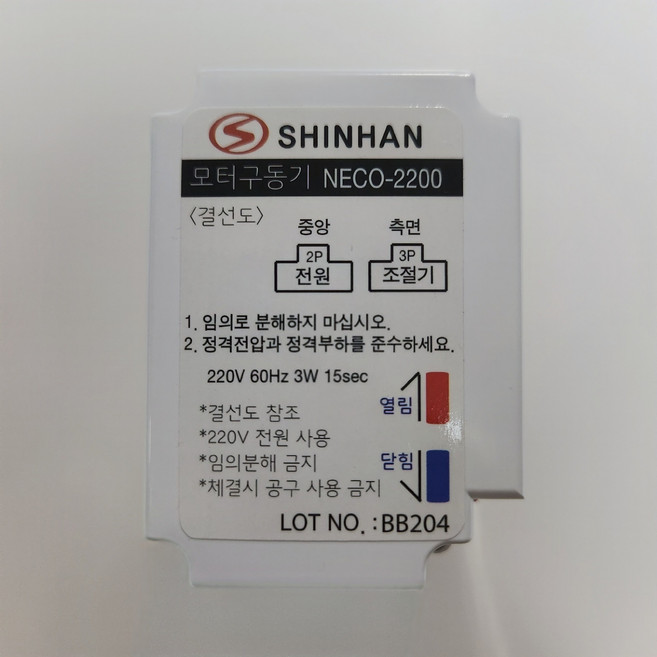 SHINHAN
모터구동기 NECO-2200
<결선도>
중앙 측면
2P 3P
전원 조절기
1. 임의로 분해하지 마십시오.
2. 정격전압과 정격부하를 준수하세요.
220V 60Hz 3W 15sec
열림
*결선도 참조
*220V 전원 사용
*임의분해 금지
닫힘
*체결시 공구 사용 금지
LOT NO. :BB204